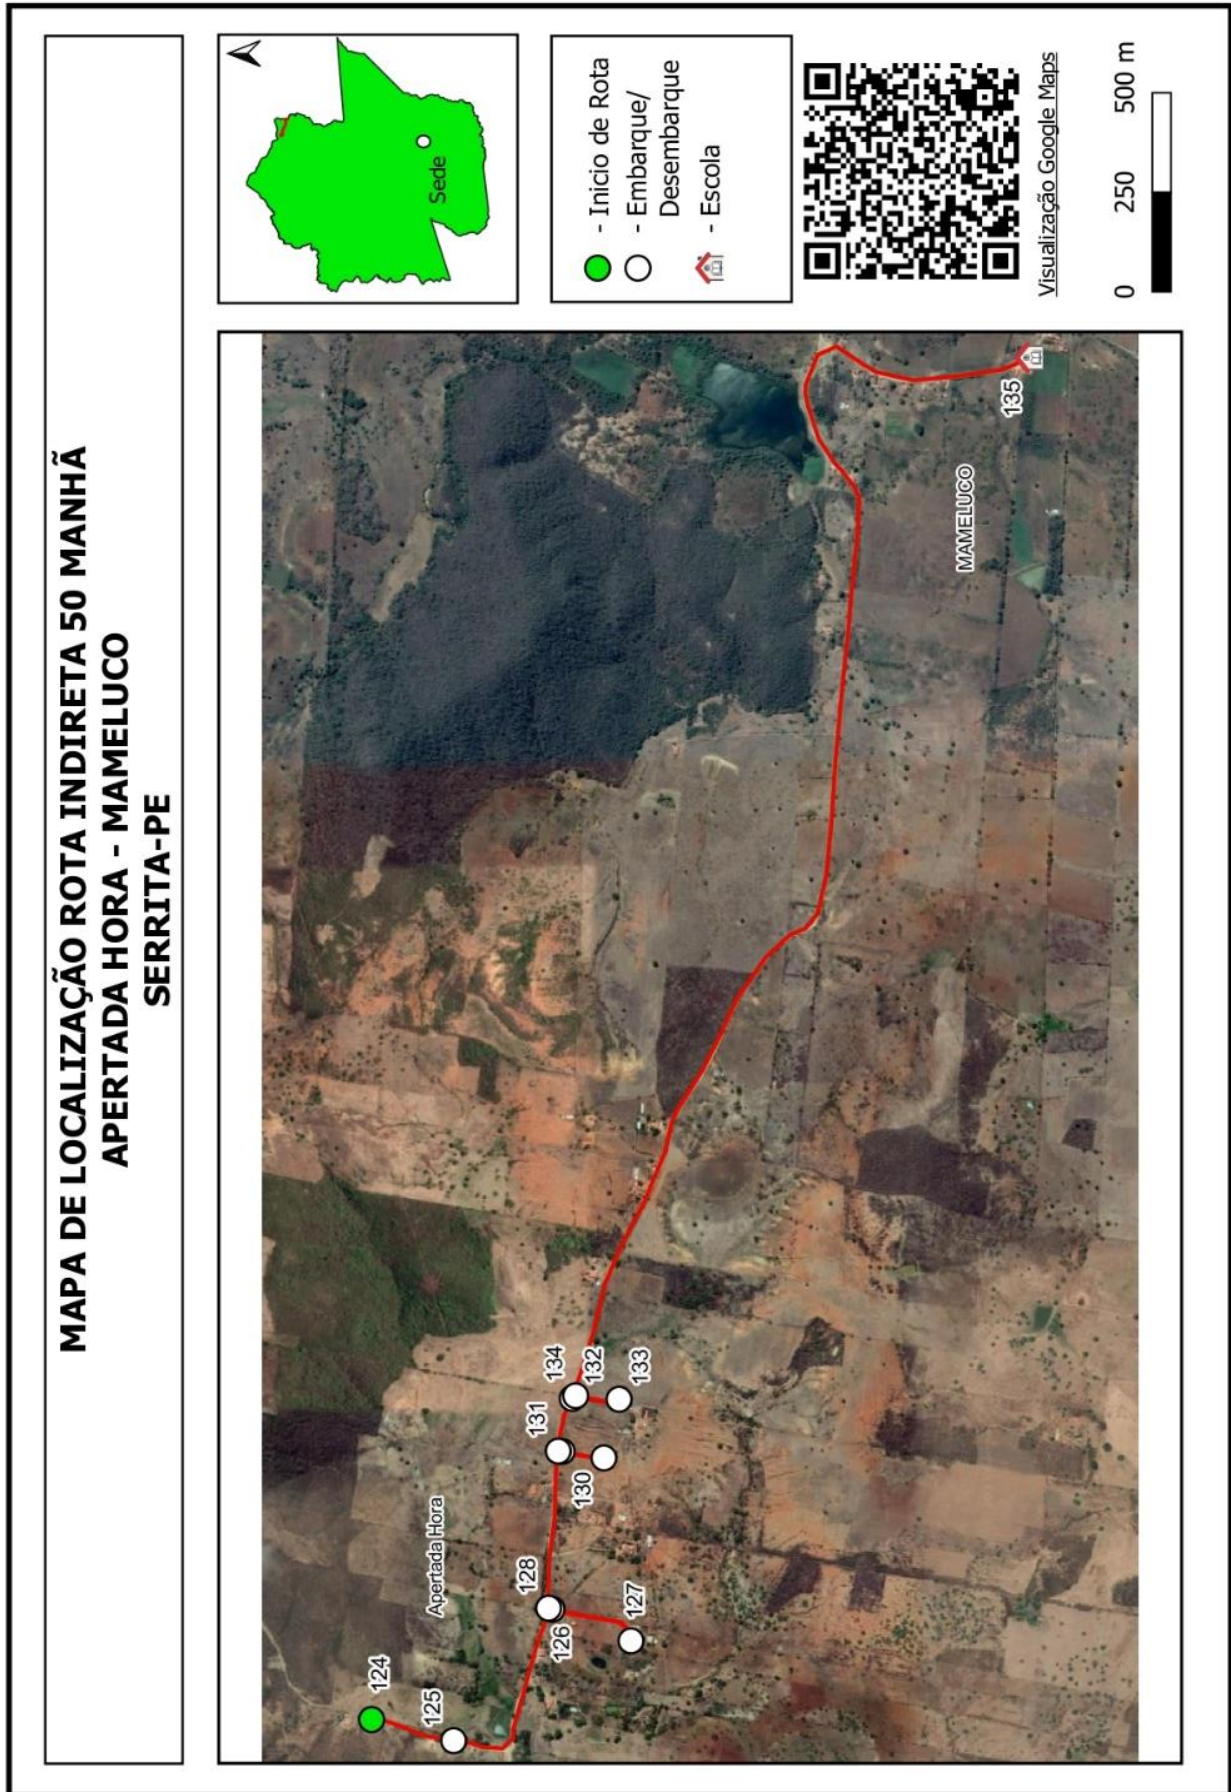 MAPA DE LOCALIZAÇÃO ROTA INDIRETA 50 MANHÃ
APERTADA HORA - MAMELUCO
SERRITA-PE
124
125
Apertada Hora
128
126
127
131
130
134
132
133
MAMELUCO
135
Sede
- Inicio de Rota
- Embarque/
Desembarque
- Escola
Visualização Google Maps
0 250 500 m